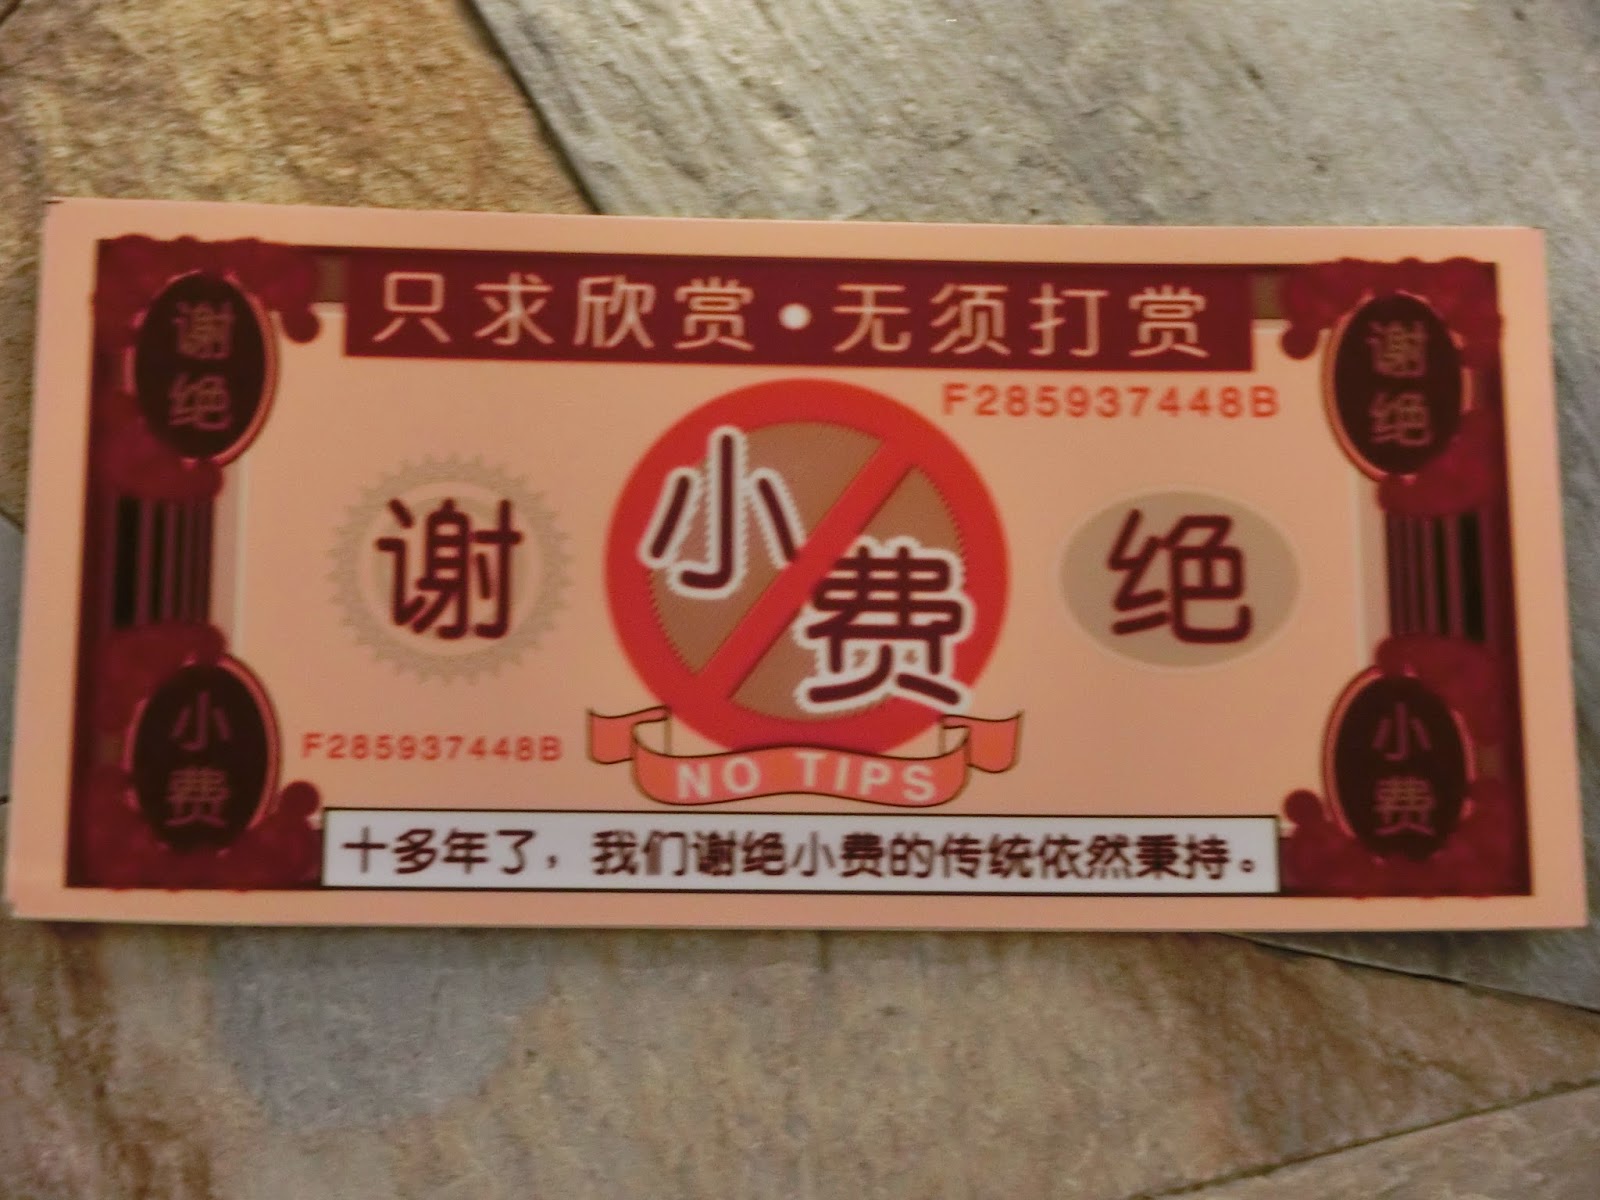 只求欣赏·无须打赏
谢绝
谢绝
F285937448B
谢
小费
绝
小费
F285937448B
NO TIPS
小费
十多年了，我们谢绝小费的传统依然秉持。